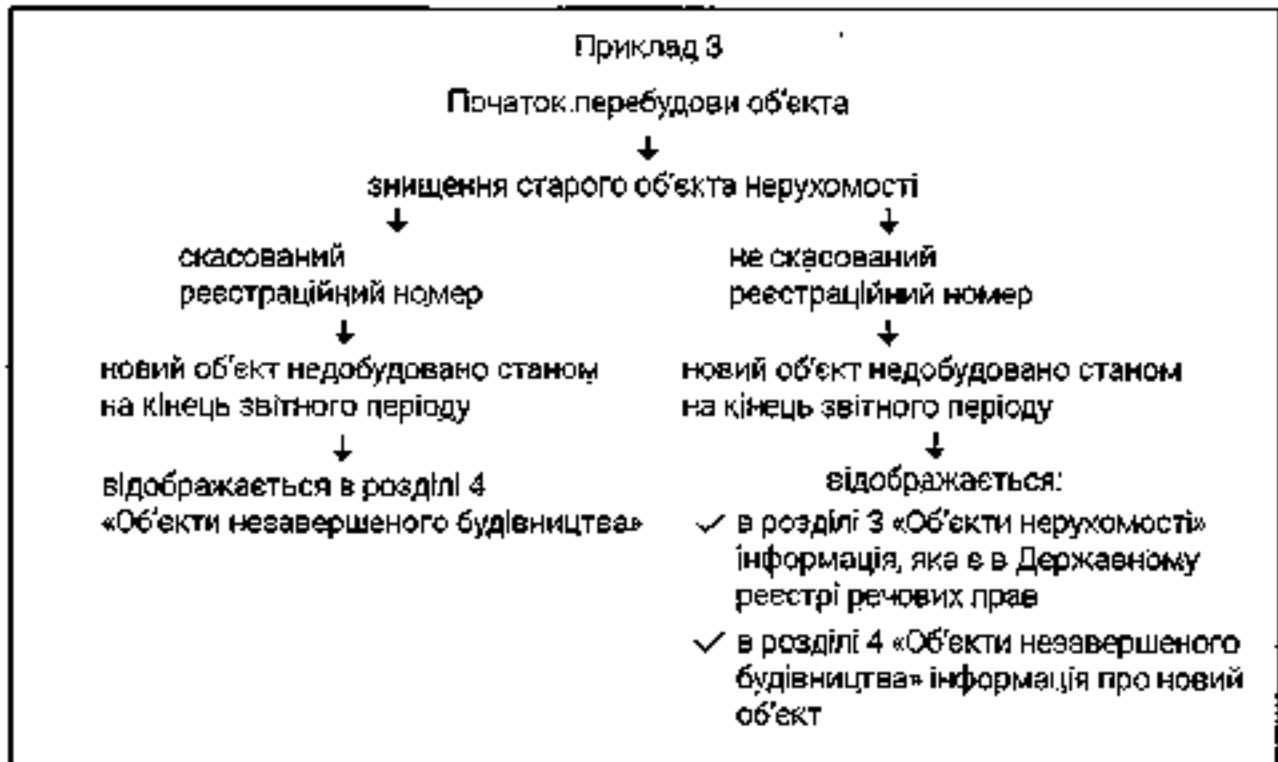 Приклад 3
Початок перебудови об'єкта
знищення старого об'єкта нерухомості
скасований
реєстраційний номер
новий об'єкт недобудовано станом
на кінець звітного періоду
відображається в розділі 4
«Об'єкти незавершеного будівництва»
не скасований
реєстраційний номер
новий об'єкт недобудовано станом
на кінець звітного періоду
відображається:
✓ в розділі 3 «Об'єкти нерухомості»
інформація, яка є в Державному
реєстрі речових прав
✓ в розділі 4 «Об'єкти незавершеного
будівництва» інформація про новий
об'єкт